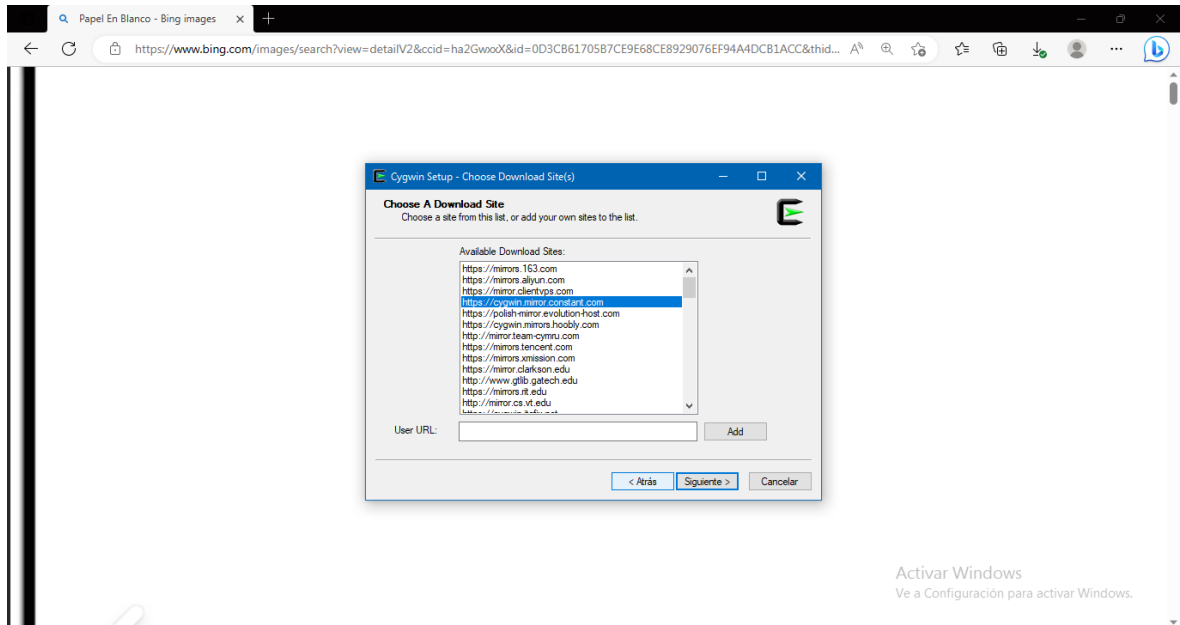 Papel En Blanco - Bing images
https://www.bing.com/images/search?view=detailV2&ccid=ha2GwxxX&id=0D3CB61705B7CE9E68CE8929076EF94A4DCB1ACC&thid...
Cygwin Setup - Choose Download Site(s)
Choose A Download Site
Choose a site from this list, or add your own sites to the list.
Available Download Sites:
https://mirrors.163.com
https://mirrors.aliyun.com
https://mirror.clientvps.com
https://cygwin.mirror.constant.com
https://polish-mirror.evolution-host.com
https://cygwin.mirrors.hoobly.com
http://mirror.team-cymru.com
https://mirrors.tencent.com
https://mirrors.xmission.com
https://mirror.clarkson.edu
http://www.gtlib.gatech.edu
https://mirrors.rit.edu
http://mirror.cs.vt.edu
User URL:
Add
< Atrás Siguiente > Cancelar
Activar Windows
Ve a Configuración para activar Windows.